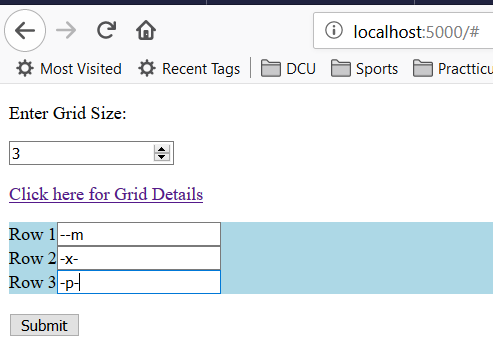 localhost:5000/#
Most Visited Recent Tags DCU Sports Practticu
Enter Grid Size:
3
Click here for Grid Details
Row 1 --m
Row 2 -x-
Row 3 -p-
Submit